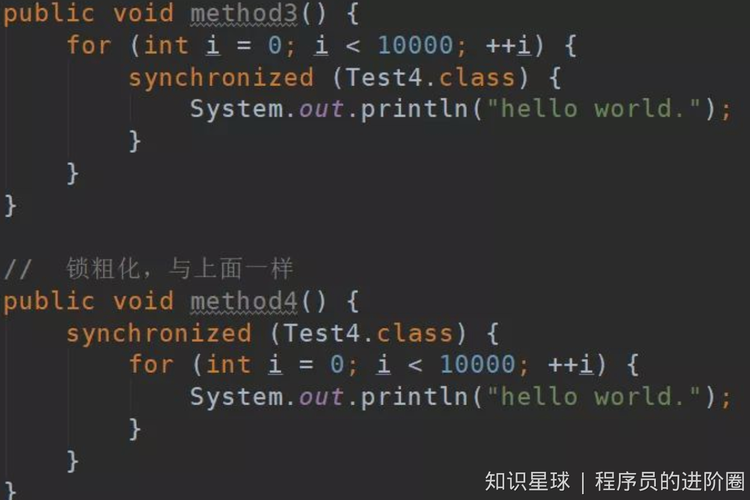 public void method3() {
    for (int i = 0; i < 10000; ++i) {
        synchronized (Test4.class) {
            System.out.println("hello world.");
        }
    }
}

//  锁粗化，与上面一样
public void method4() {
    synchronized (Test4.class) {
        for (int i = 0; i < 10000; ++i) {
            System.out.println("hello world.");
        }
    }
}
知识星球 | 程序员的进阶圈